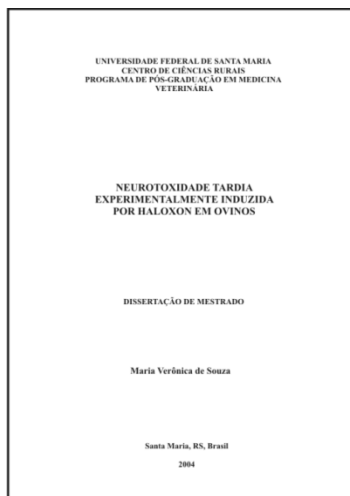 UNIVERSIDADE FEDERAL DE SANTA MARIA
CENTRO DE CIÊNCIAS RURAIS
PROGRAMA DE PÓS-GRADUAÇÃO EM MEDICINA
VETERINÁRIA
NEUROTOXIDADE TARDIA
EXPERIMENTALMENTE INDUZIDA
POR HALOXON EM OVINOS
DISSERTAÇÃO DE MESTRADO
Maria Verônica de Souza
Santa Maria, RS, Brasil
2004